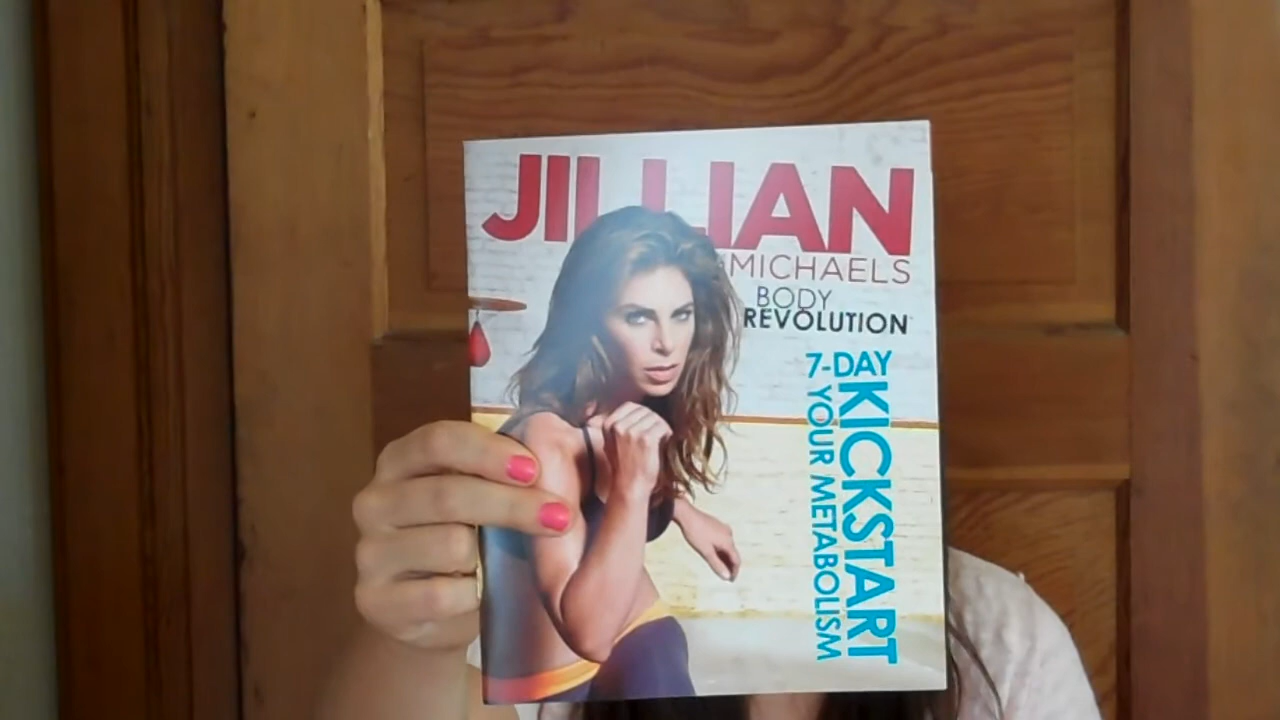 JILLIAN
MICHAELS
BODY
REVOLUTION
7-DAY
KICKSTART
YOUR METABOLISM